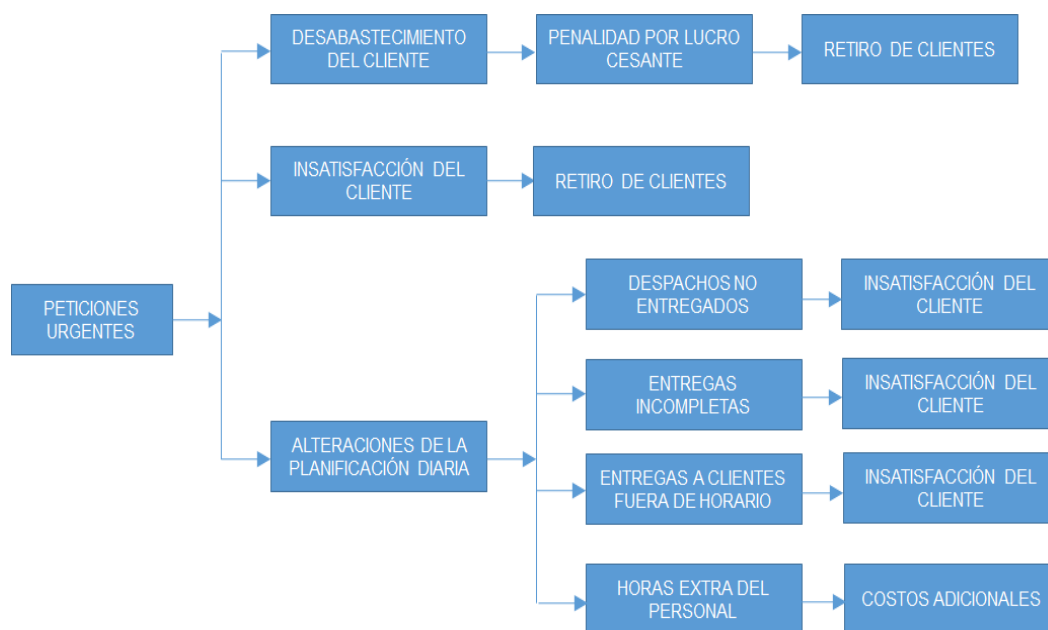 DESABASTECIMIENTO
DEL CLIENTE
PENALIDAD POR LUCRO
CESANTE
RETIRO DE CLIENTES
INSATISFACCIÓN DEL
CLIENTE
RETIRO DE CLIENTES
PETICIONES
URGENTES
DESPACHOS NO
ENTREGADOS
INSATISFACCIÓN DEL
CLIENTE
ENTREGAS
INCOMPLETAS
INSATISFACCIÓN DEL
CLIENTE
ALTERACIONES DE LA
PLANIFICACIÓN DIARIA
ENTREGAS A CLIENTES
FUERA DE HORARIO
INSATISFACCIÓN DEL
CLIENTE
HORAS EXTRA DEL
PERSONAL
COSTOS ADICIONALES